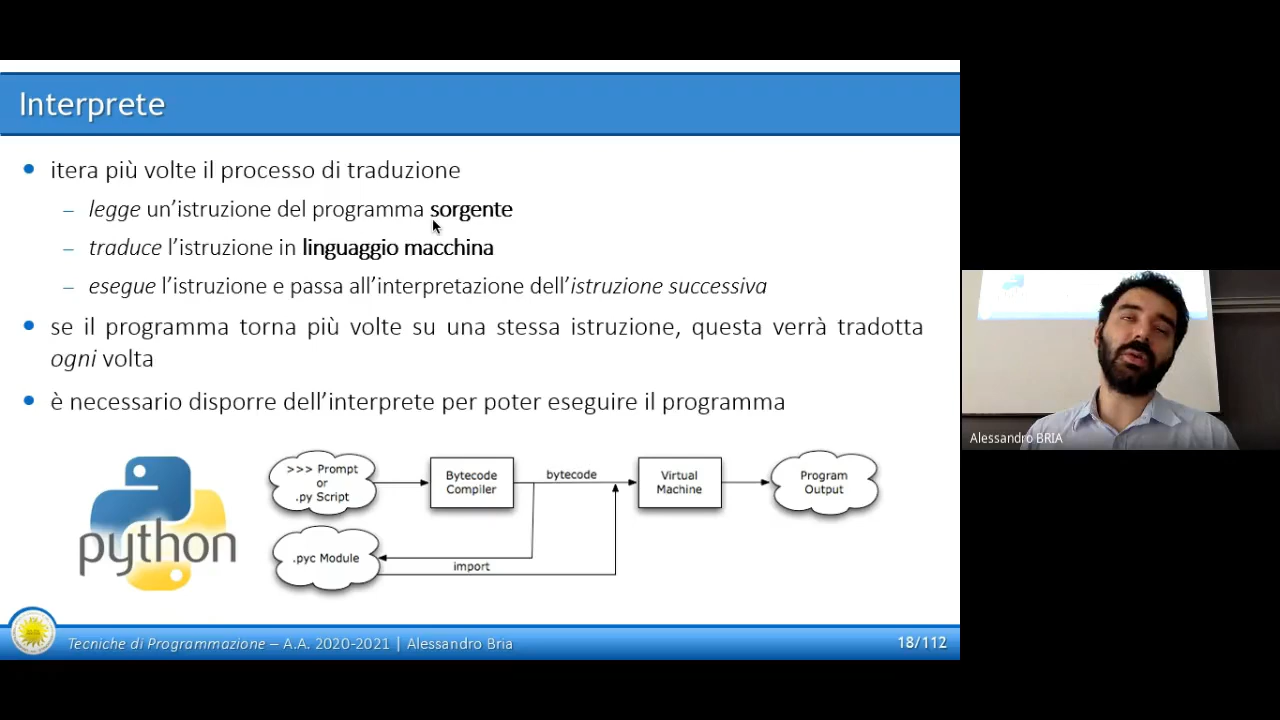 Interprete
itera più volte il processo di traduzione
– legge un’istruzione del programma sorgente
– traduce l’istruzione in linguaggio macchina
– esegue l’istruzione e passa all’interpretazione dell’istruzione successiva
se il programma torna più volte su una stessa istruzione, questa verrà tradotta
ogni volta
è necessario disporre dell’interprete per poter eseguire il programma
python
>>> Prompt
or
.py Script
Bytecode
Compiler
bytecode
Virtual
Machine
Program
Output
.pyc Module
import
Alessandro BRIA
Tecniche di Programmazione – A.A. 2020-2021 | Alessandro Bria
18/112